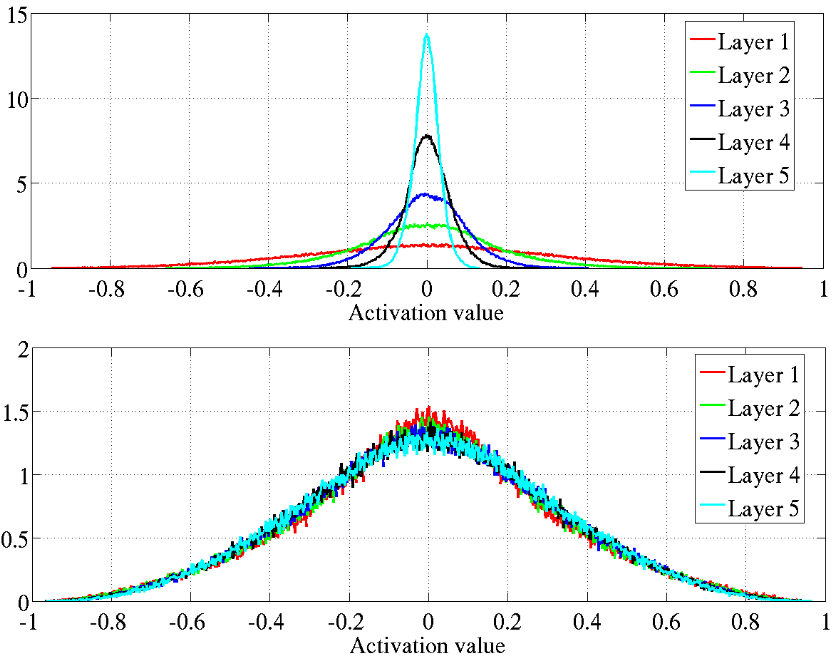 15
10
5
0
-1 -0.8 -0.6 -0.4 -0.2 0 0.2 0.4 0.6 0.8 1
Activation value
Layer 1
Layer 2
Layer 3
Layer 4
Layer 5
2
1.5
1
0.5
0
-1 -0.8 -0.6 -0.4 -0.2 0 0.2 0.4 0.6 0.8 1
Activation value
Layer 1
Layer 2
Layer 3
Layer 4
Layer 5